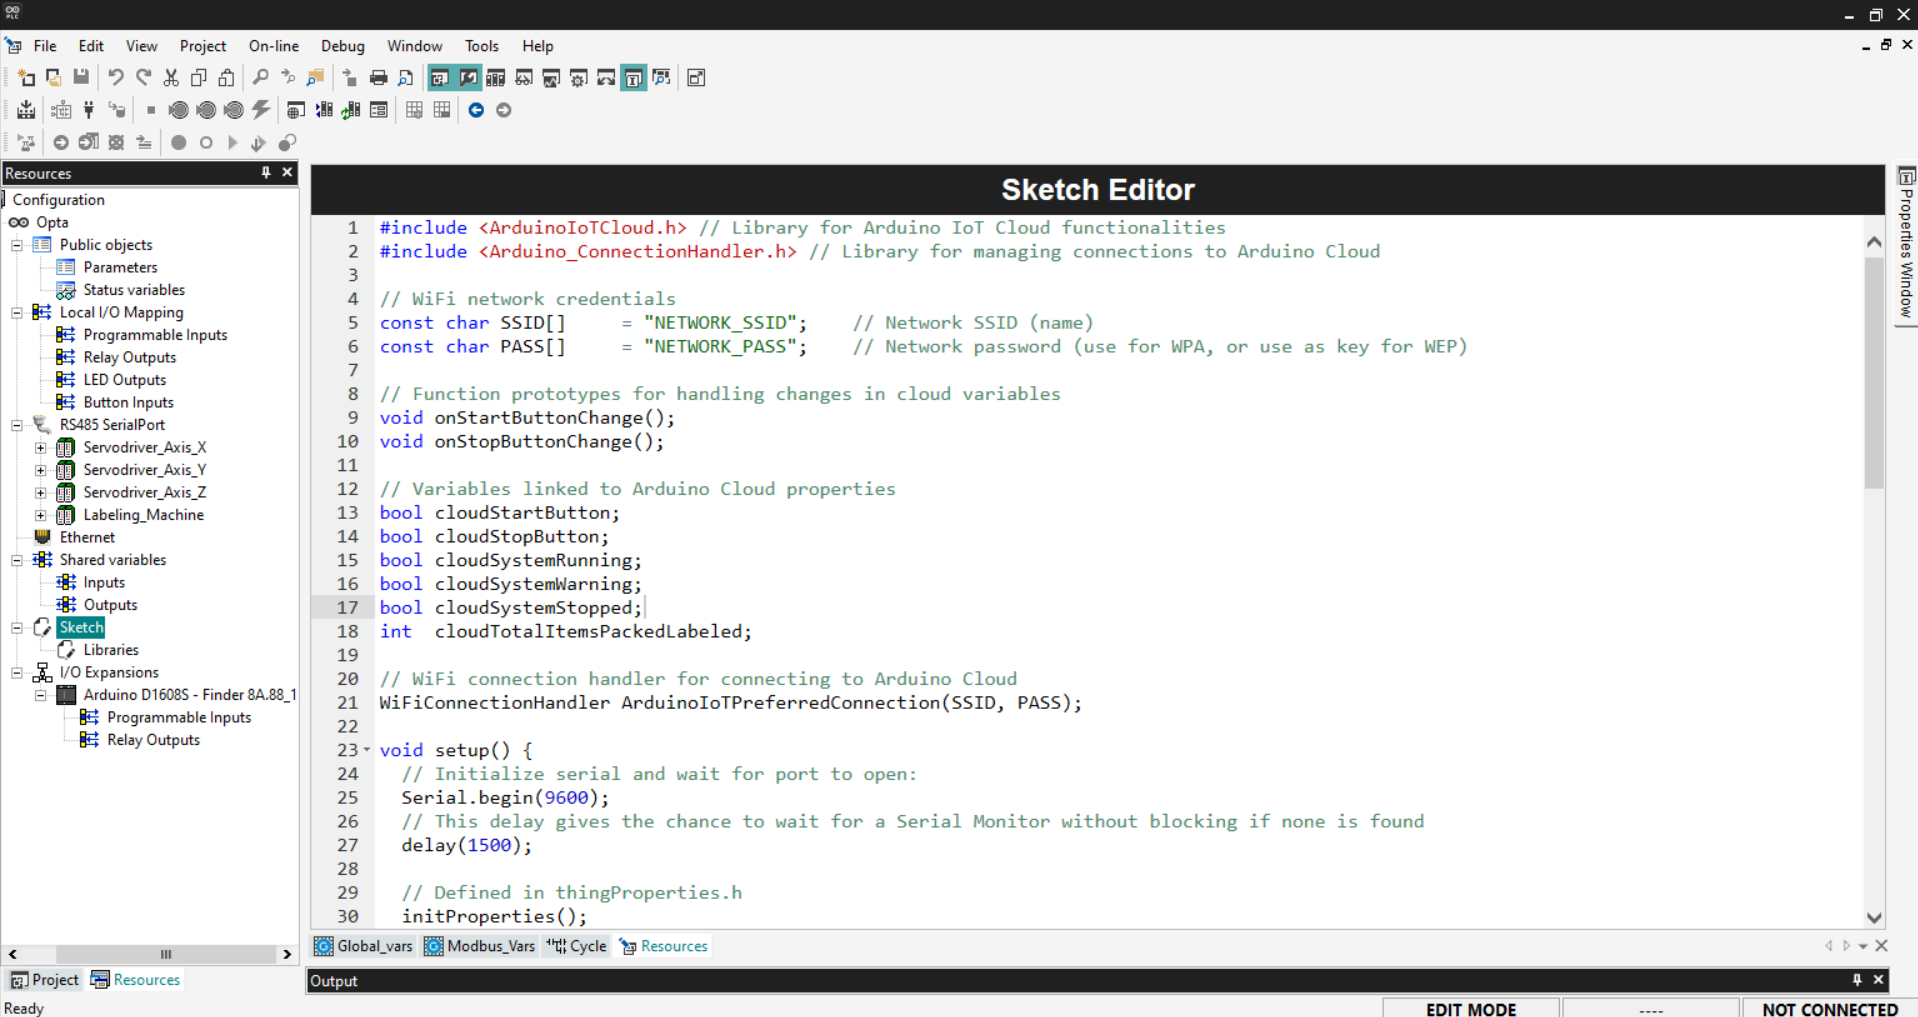 PLC
File Edit View Project On-line Debug Window Tools Help
Resources
Configuration
Opta
Public objects
Parameters
Status variables
Local I/O Mapping
Programmable Inputs
Relay Outputs
LED Outputs
Button Inputs
RS485 SerialPort
Servodriver_Axis_X
Servodriver_Axis_Y
Servodriver_Axis_Z
Labeling_Machine
Ethernet
Shared variables
Inputs
Outputs
Sketch
Libraries
I/O Expansions
Arduino D1608S - Finder 8A.88_1
Programmable Inputs
Relay Outputs
Project Resources
Sketch Editor
1 #include <ArduinoIoTCloud.h> // Library for Arduino IoT Cloud functionalities
2 #include <Arduino_ConnectionHandler.h> // Library for managing connections to Arduino Cloud
3
4 // WiFi network credentials
5 const char SSID[]     = "NETWORK_SSID";    // Network SSID (name)
6 const char PASS[]     = "NETWORK_PASS";    // Network password (use for WPA, or use as key for WEP)
7
8 // Function prototypes for handling changes in cloud variables
9 void onStartButtonChange();
10 void onStopButtonChange();
11
12 // Variables linked to Arduino Cloud properties
13 bool cloudStartButton;
14 bool cloudStopButton;
15 bool cloudSystemRunning;
16 bool cloudSystemWarning;
17 bool cloudSystemStopped;
18 int  cloudTotalItemsPackedLabeled;
19
20 // WiFi connection handler for connecting to Arduino Cloud
21 WiFiConnectionHandler ArduinoIoTPreferredConnection(SSID, PASS);
22
23 void setup() {
24   // Initialize serial and wait for port to open:
25   Serial.begin(9600);
26   // This delay gives the chance to wait for a Serial Monitor without blocking if none is found
27   delay(1500);
28
29   // Defined in thingProperties.h
30   initProperties();
Global_vars Modbus_Vars Cycle Resources
Output
Properties Window
Ready
EDIT MODE ---- NOT CONNECTED